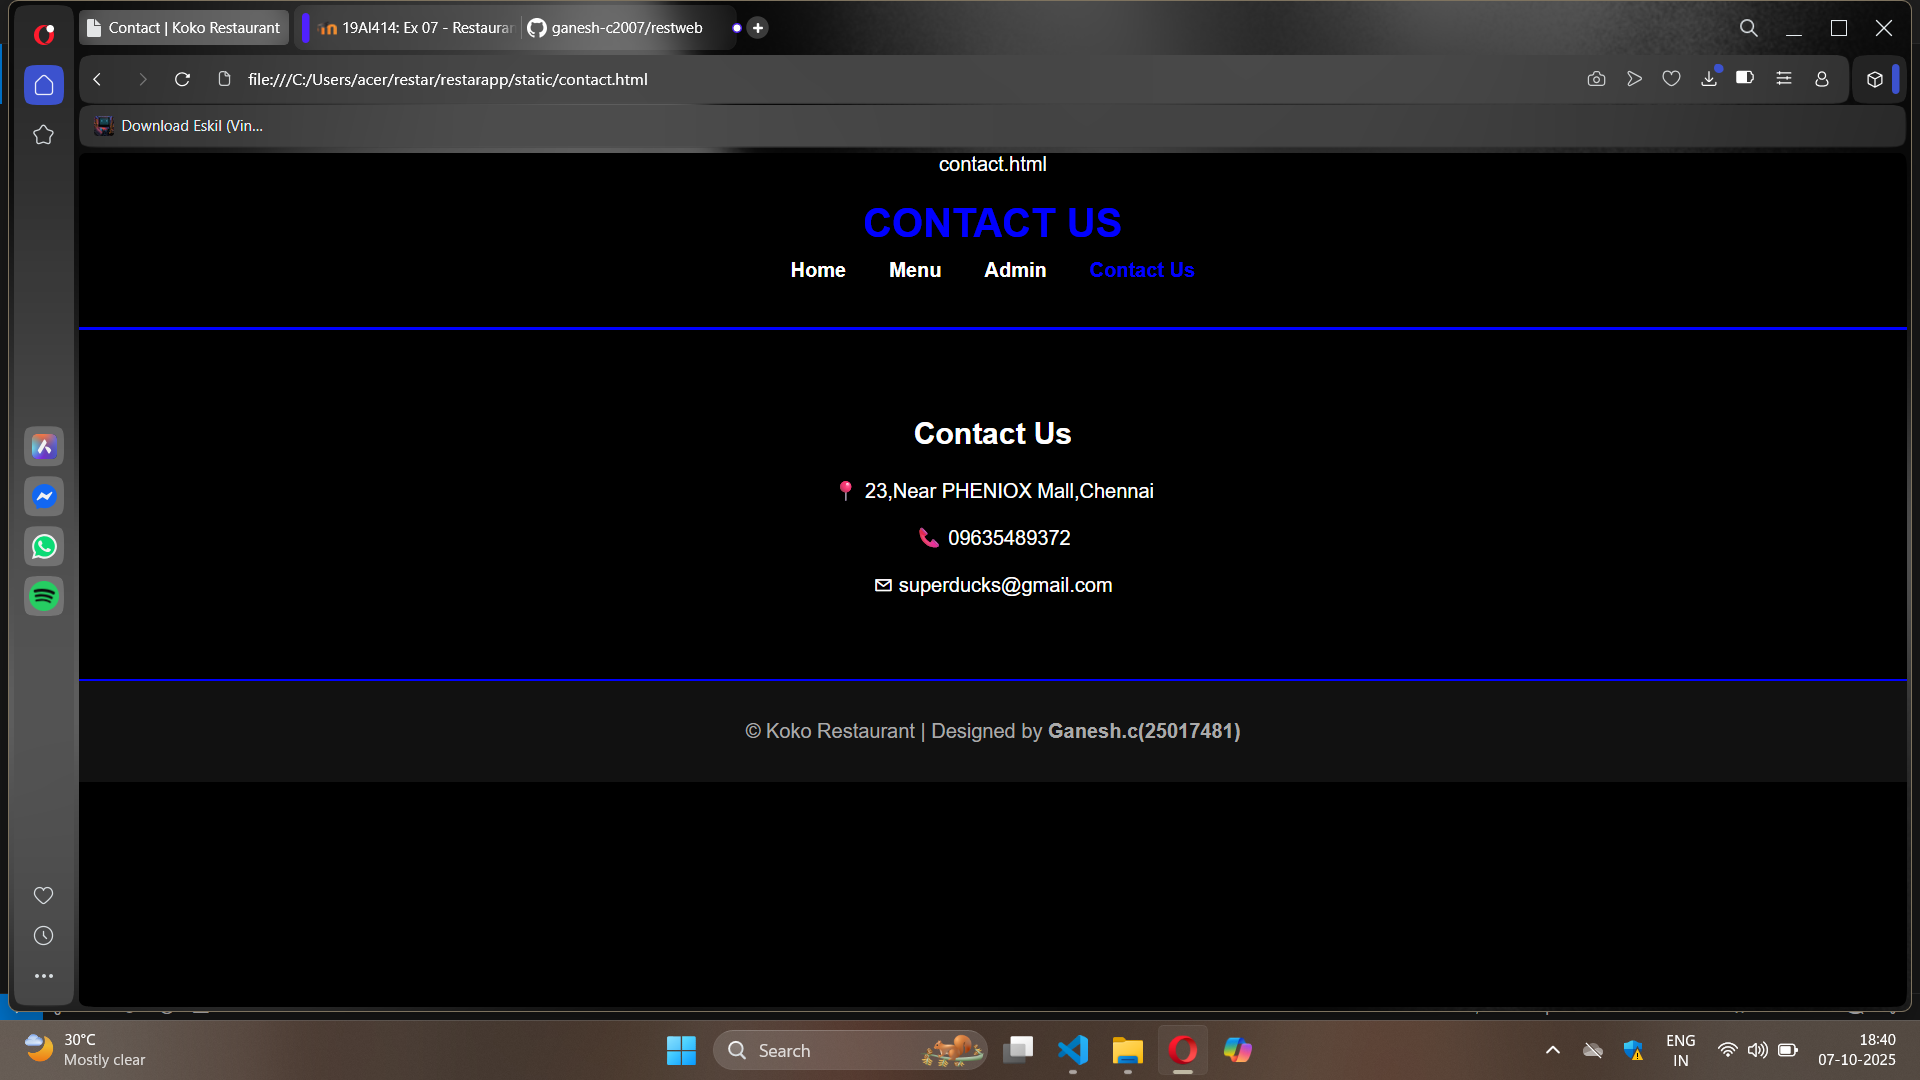 Contact | Koko Restaurant
19AI414: Ex 07 - Restaurar
ganesh-c2007/restweb
file:///C:/Users/acer/restar/restarapp/static/contact.html
Download Eskil (Vin...
contact.html
CONTACT US
Home Menu Admin Contact Us
Contact Us
📍 23,Near PHENIOX Mall,Chennai
📞 09635489372
✉ superducks@gmail.com
© Koko Restaurant | Designed by Ganesh.c(25017481)
30°C
Mostly clear
Search
ENG
IN
18:40
07-10-2025